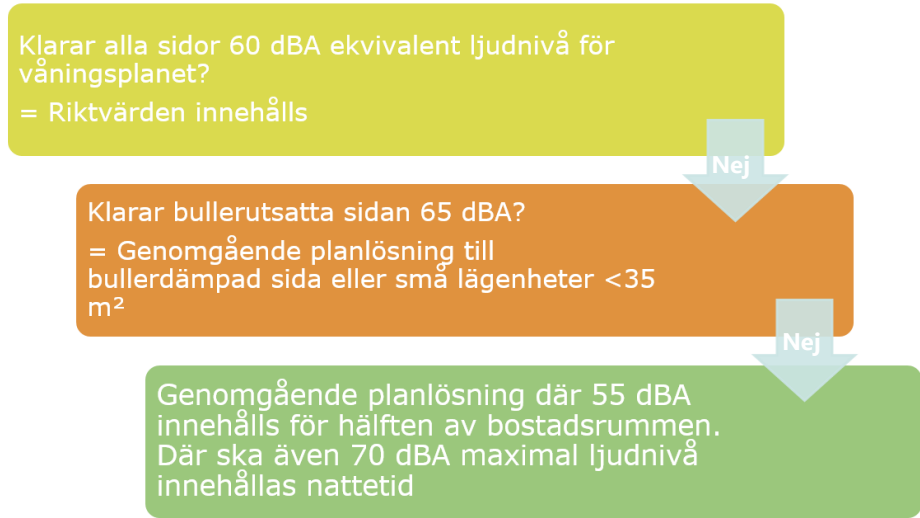 Klarar alla sidor 60 dBA ekvivalent ljudnivå för
våningsplanet?
= Riktvärden innehålls
Nej
Klarar bullerutsatta sidan 65 dBA?
= Genomgående planlösning till
bullerdämpad sida eller små lägenheter <35
m²
Nej
Genomgående planlösning där 55 dBA
innehålls för hälften av bostadsrummen.
Där ska även 70 dBA maximal ljudnivå
innehållas nattetid